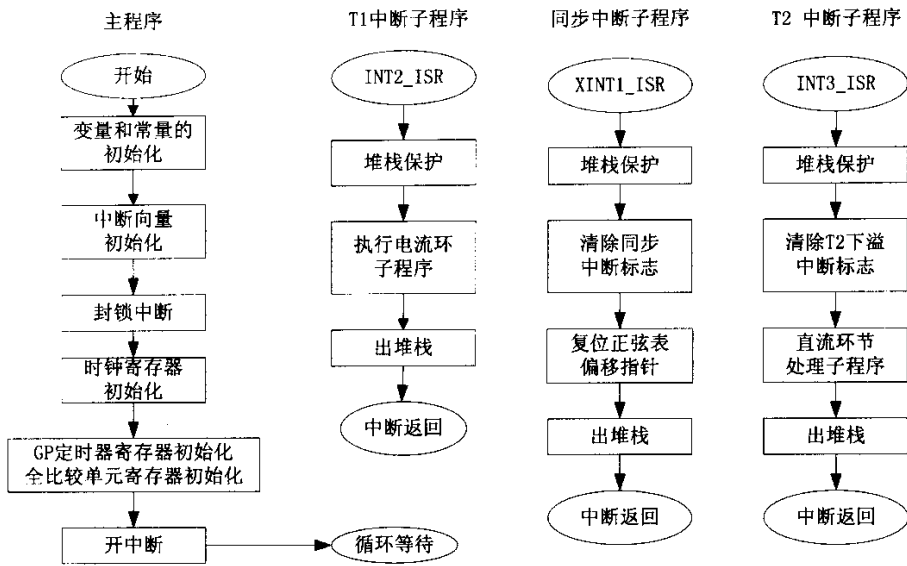 主程序
开始
变量和常量的
初始化
中断向量
初始化
封锁中断
时钟寄存器
初始化
GP定时器寄存器初始化
全比较单元寄存器初始化
开中断
循环等待
T1中断子程序
INT2_ISR
堆栈保护
执行电流环
子程序
出堆栈
中断返回
同步中断子程序
XINT1_ISR
堆栈保护
清除同步
中断标志
复位正弦表
偏移指针
出堆栈
中断返回
T2 中断子程序
INT3_ISR
堆栈保护
清除T2下溢
中断标志
直流环节
处理子程序
出堆栈
中断返回